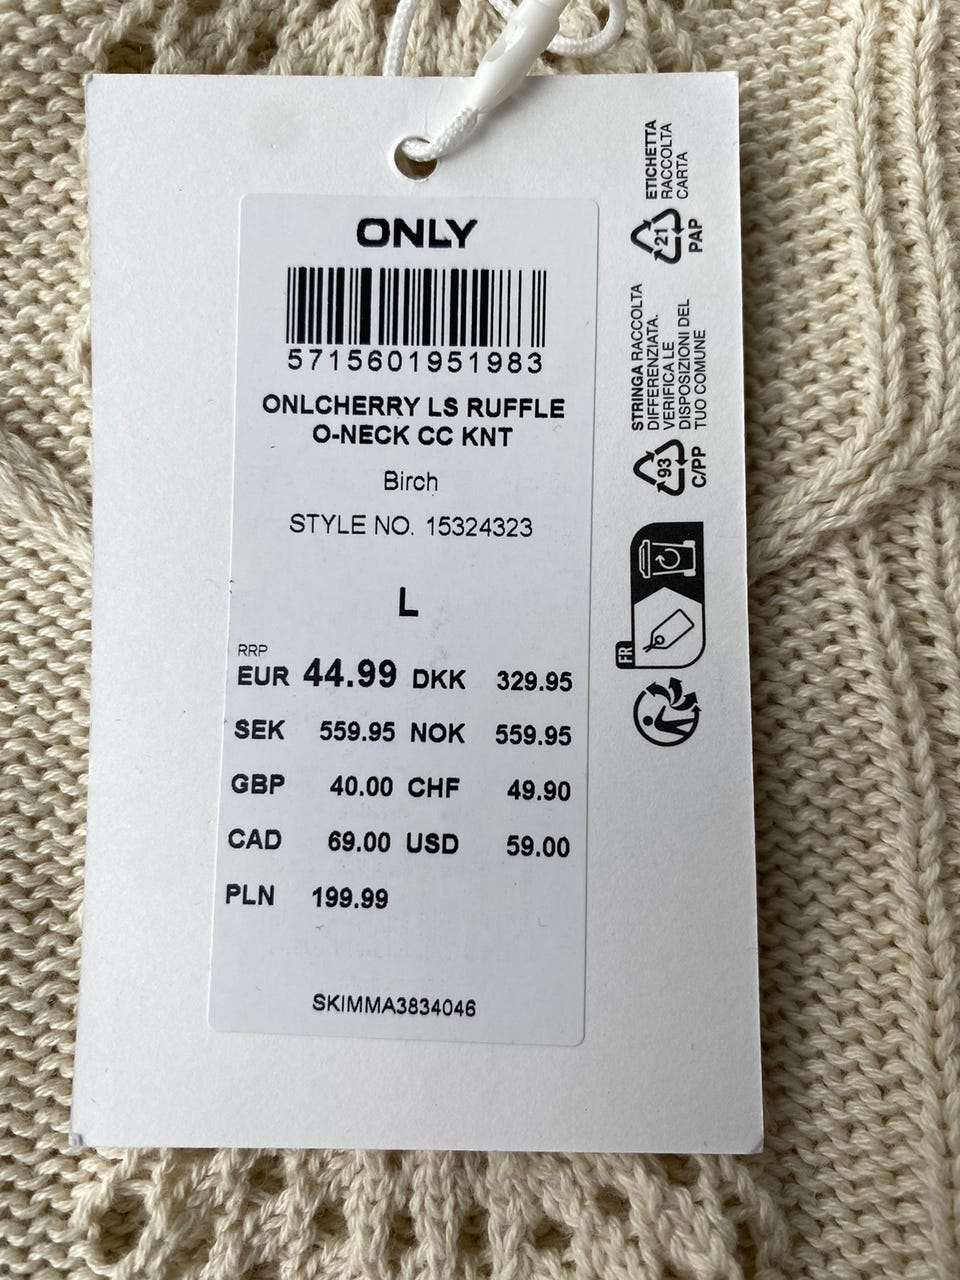 ONLY
5715601951983
ONLCHERRY LS RUFFLE
O-NECK CC KNT
Birch
STYLE NO. 15324323
L
RRP
EUR 44.99 DKK 329.95
SEK 559.95 NOK 559.95
GBP 40.00 CHF 49.90
CAD 69.00 USD 59.00
PLN 199.99
SKIMMA3834046
ETICHETTA
RACCOLTA
CARTA
21
PAP
STRINGA RACCOLTA
DIFFERENZIATA.
VERIFICA LE
DISPOSIZIONI DEL
TUO COMUNE
93
C/PP
FR